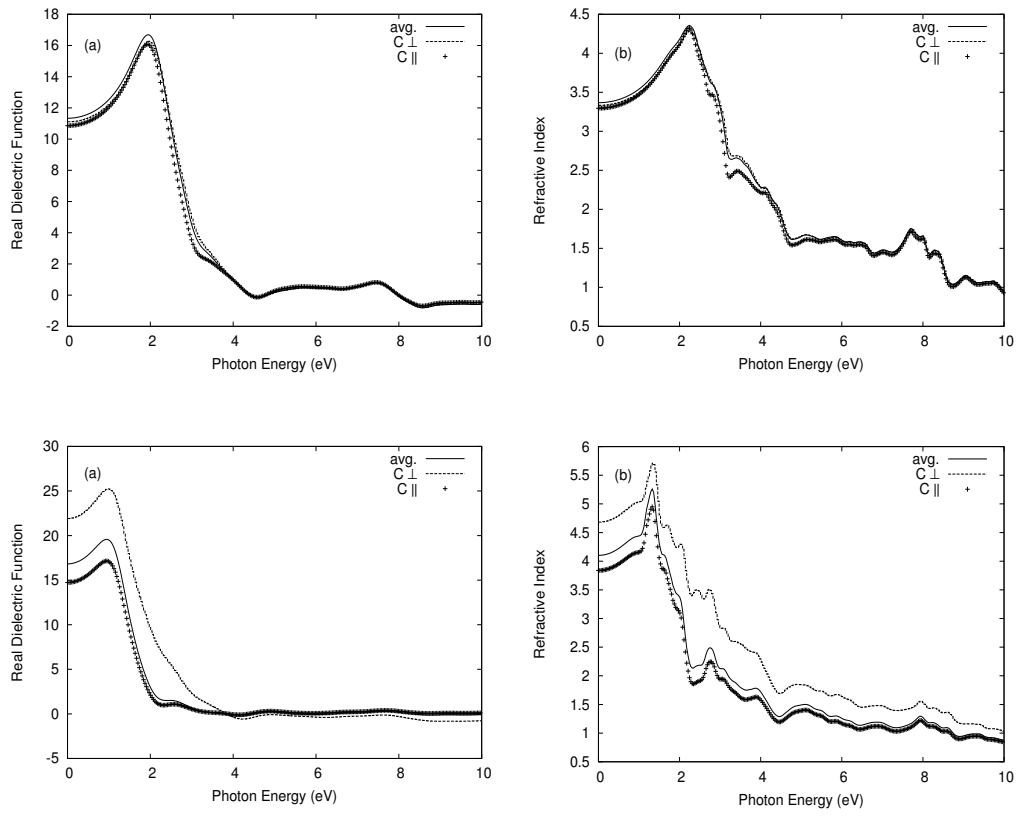 (a)
avg.
C ⊥
C ||
Real Dielectric Function
18
16
14
12
10
8
6
4
2
0
-2
0 2 4 6 8 10
Photon Energy (eV)
(b)
avg.
C ⊥
C ||
Refractive Index
4.5
4
3.5
3
2.5
2
1.5
1
0.5
0 2 4 6 8 10
Photon Energy (eV)
(a)
avg.
C ⊥
C ||
Real Dielectric Function
30
25
20
15
10
5
0
-5
0 2 4 6 8 10
Photon Energy (eV)
(b)
avg.
C ⊥
C ||
Refractive Index
6
5.5
5
4.5
4
3.5
3
2.5
2
1.5
1
0.5
0 2 4 6 8 10
Photon Energy (eV)